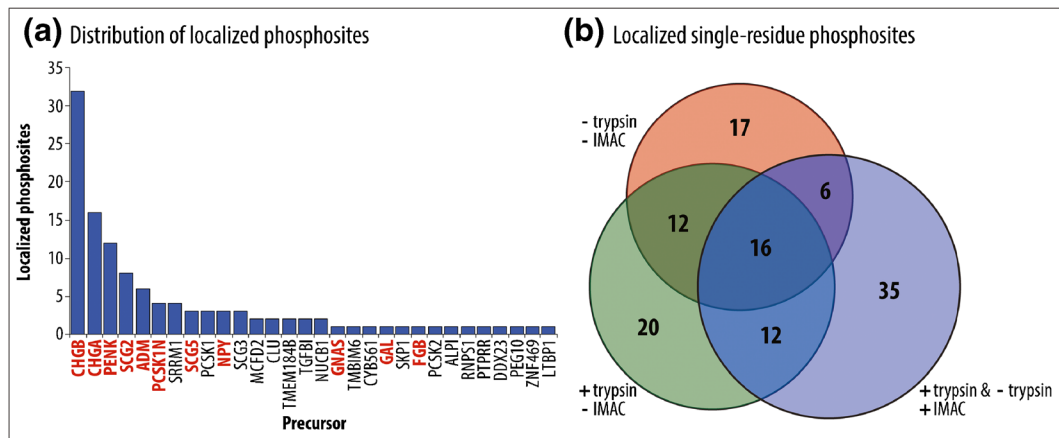 (a) Distribution of localized phosphosites
35
30
25
20
15
10
5
0
Localized phosphosites
CHGB
CHGA
PENK
SCG2
ADM
PCSK1N
SRRM1
SCG5
PCSK1
NPY
SCG3
MCFD2
CLU
TMEM184B
TGFBI
NUCB1
GNAS
TMBIM6
CYB561
GAL
SKP1
FGB
PCSK2
ALPI
RNPS1
PTPRR
DDX23
PEG10
ZNF469
LTBP1
Precursor
(b) Localized single-residue phosphosites
- trypsin
- IMAC
17
6
12
16
35
20
12
+ trypsin
- IMAC
+ trypsin & - trypsin
+ IMAC